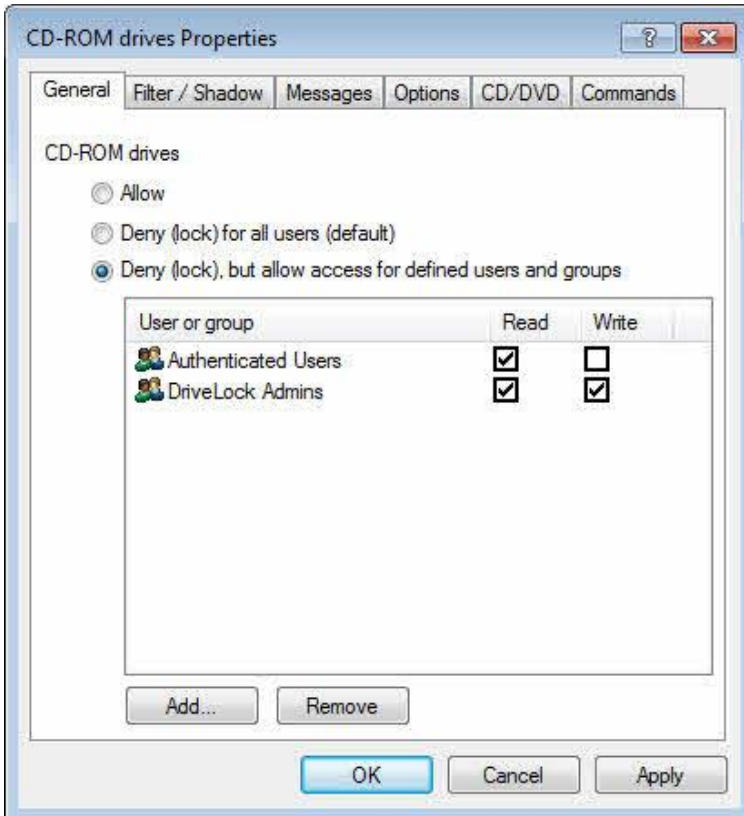 CD-ROM drives Properties
General Filter / Shadow Messages Options CD/DVD Commands
CD-ROM drives
Allow
Deny (lock) for all users (default)
Deny (lock), but allow access for defined users and groups
User or group Read Write
Authenticated Users
DriveLock Admins
Add... Remove
OK Cancel Apply